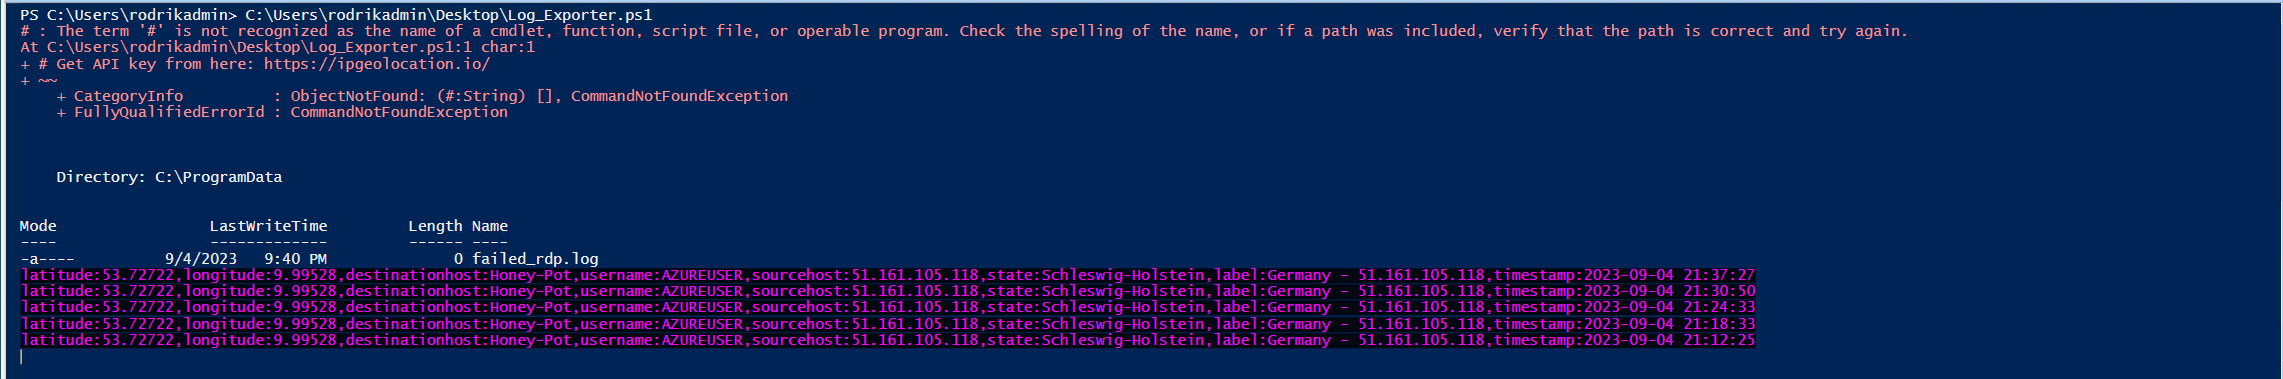 PS C:\Users\rodrikadmin> C:\Users\rodrikadmin\Desktop\Log_Exporter.ps1
# : The term '#' is not recognized as the name of a cmdlet, function, script file, or operable program. Check the spelling of the name, or if a path was included, verify that the path is correct and try again.
At C:\Users\rodrikadmin\Desktop\Log_Exporter.ps1:1 char:1
+ # Get API key from here: https://ipgeolocation.io/
+ ~~
    + CategoryInfo          : ObjectNotFound: (#:String) [], CommandNotFoundException
    + FullyQualifiedErrorId : CommandNotFoundException
    Directory: C:\ProgramData
Mode                 LastWriteTime         Length Name
----                 -------------         ------ ----
-a----          9/4/2023   9:40 PM              0 failed_rdp.log
latitude:53.72722,longitude:9.99528,destinationhost:Honey-Pot,username:AZUREUSER,sourcehost:51.161.105.118,state:Schleswig-Holstein,label:Germany - 51.161.105.118,timestamp:2023-09-04 21:37:27
latitude:53.72722,longitude:9.99528,destinationhost:Honey-Pot,username:AZUREUSER,sourcehost:51.161.105.118,state:Schleswig-Holstein,label:Germany - 51.161.105.118,timestamp:2023-09-04 21:30:50
latitude:53.72722,longitude:9.99528,destinationhost:Honey-Pot,username:AZUREUSER,sourcehost:51.161.105.118,state:Schleswig-Holstein,label:Germany - 51.161.105.118,timestamp:2023-09-04 21:24:33
latitude:53.72722,longitude:9.99528,destinationhost:Honey-Pot,username:AZUREUSER,sourcehost:51.161.105.118,state:Schleswig-Holstein,label:Germany - 51.161.105.118,timestamp:2023-09-04 21:18:33
latitude:53.72722,longitude:9.99528,destinationhost:Honey-Pot,username:AZUREUSER,sourcehost:51.161.105.118,state:Schleswig-Holstein,label:Germany - 51.161.105.118,timestamp:2023-09-04 21:12:25